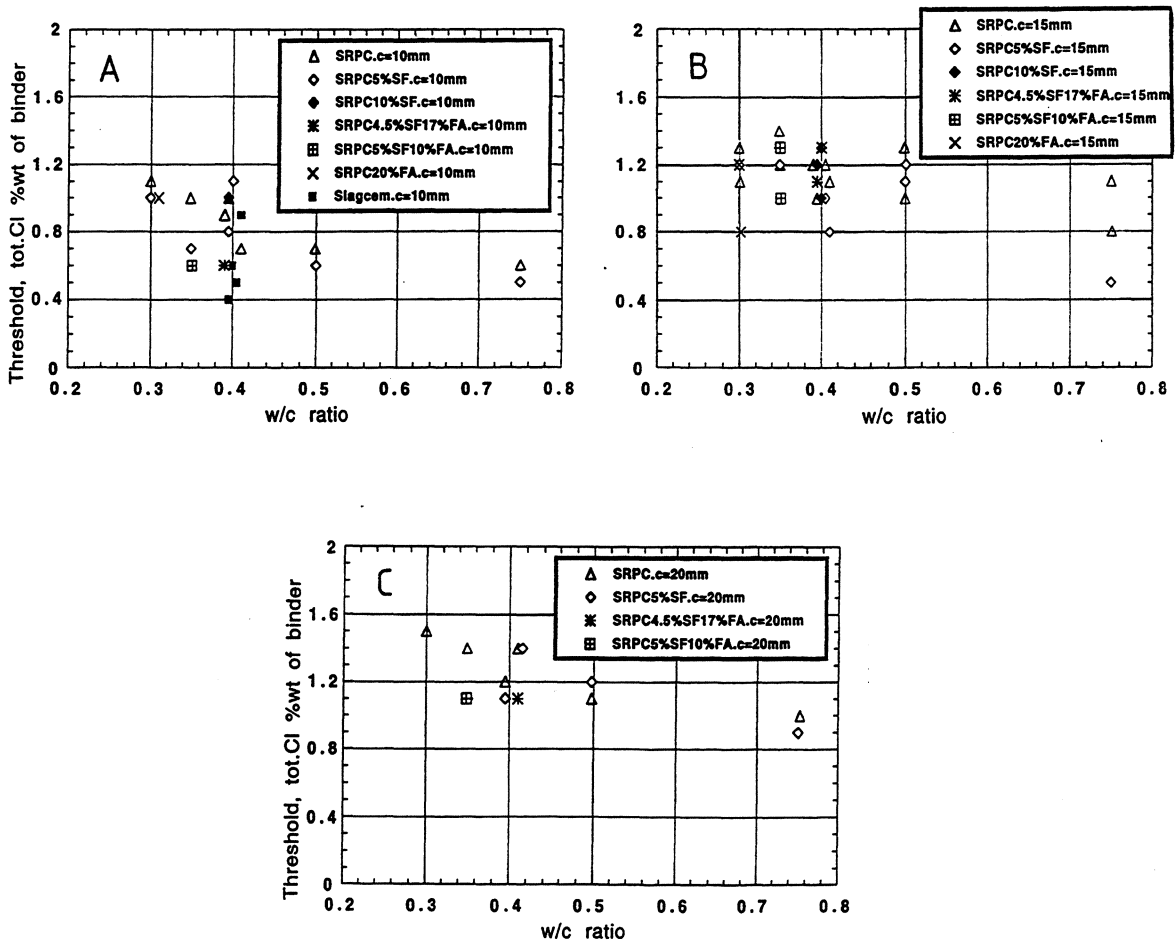 A
Threshold, tot.Cl %wt of binder
2
1.6
1.2
0.8
0.4
0
0.2 0.3 0.4 0.5 0.6 0.7 0.8
w/c ratio
SRPC.c=10mm
SRPC5%SF.c=10mm
SRPC10%SF.c=10mm
SRPC4.5%SF17%FA.c=10mm
SRPC5%SF10%FA.c=10mm
SRPC20%FA.c=10mm
Slagcem.c=10mm
B
2
1.6
1.2
0.8
0.4
0
0.2 0.3 0.4 0.5 0.6 0.7 0.8
w/c ratio
SRPC.c=15mm
SRPC5%SF.c=15mm
SRPC10%SF.c=15mm
SRPC4.5%SF17%FA.c=15mm
SRPC5%SF10%FA.c=15mm
SRPC20%FA.c=15mm
C
Threshold, tot.Cl %wt of binder
2
1.6
1.2
0.8
0.4
0
0.2 0.3 0.4 0.5 0.6 0.7 0.8
w/c ratio
SRPC.c=20mm
SRPC5%SF.c=20mm
SRPC4.5%SF17%FA.c=20mm
SRPC5%SF10%FA.c=20mm